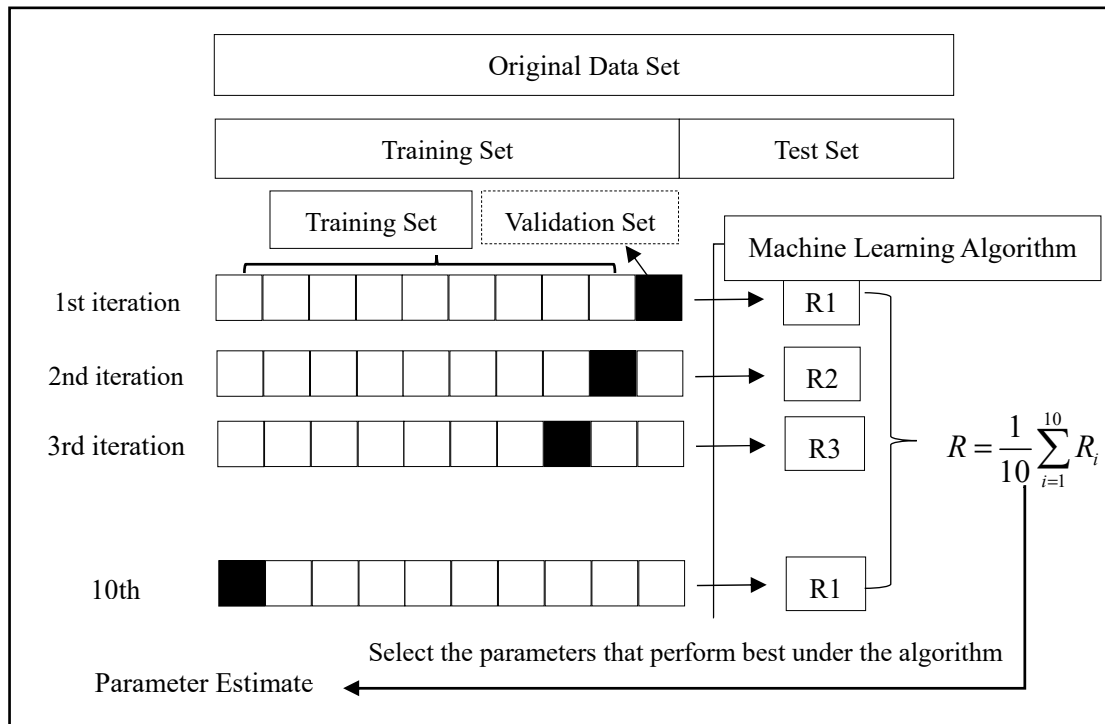 Original Data Set
Training Set
Test Set
Training Set
Validation Set
Machine Learning Algorithm
1st iteration
R1
2nd iteration
R2
3rd iteration
R3
R = \frac{1}{10} \sum_{i=1}^{10} R_i
10th
R1
Select the parameters that perform best under the algorithm
Parameter Estimate